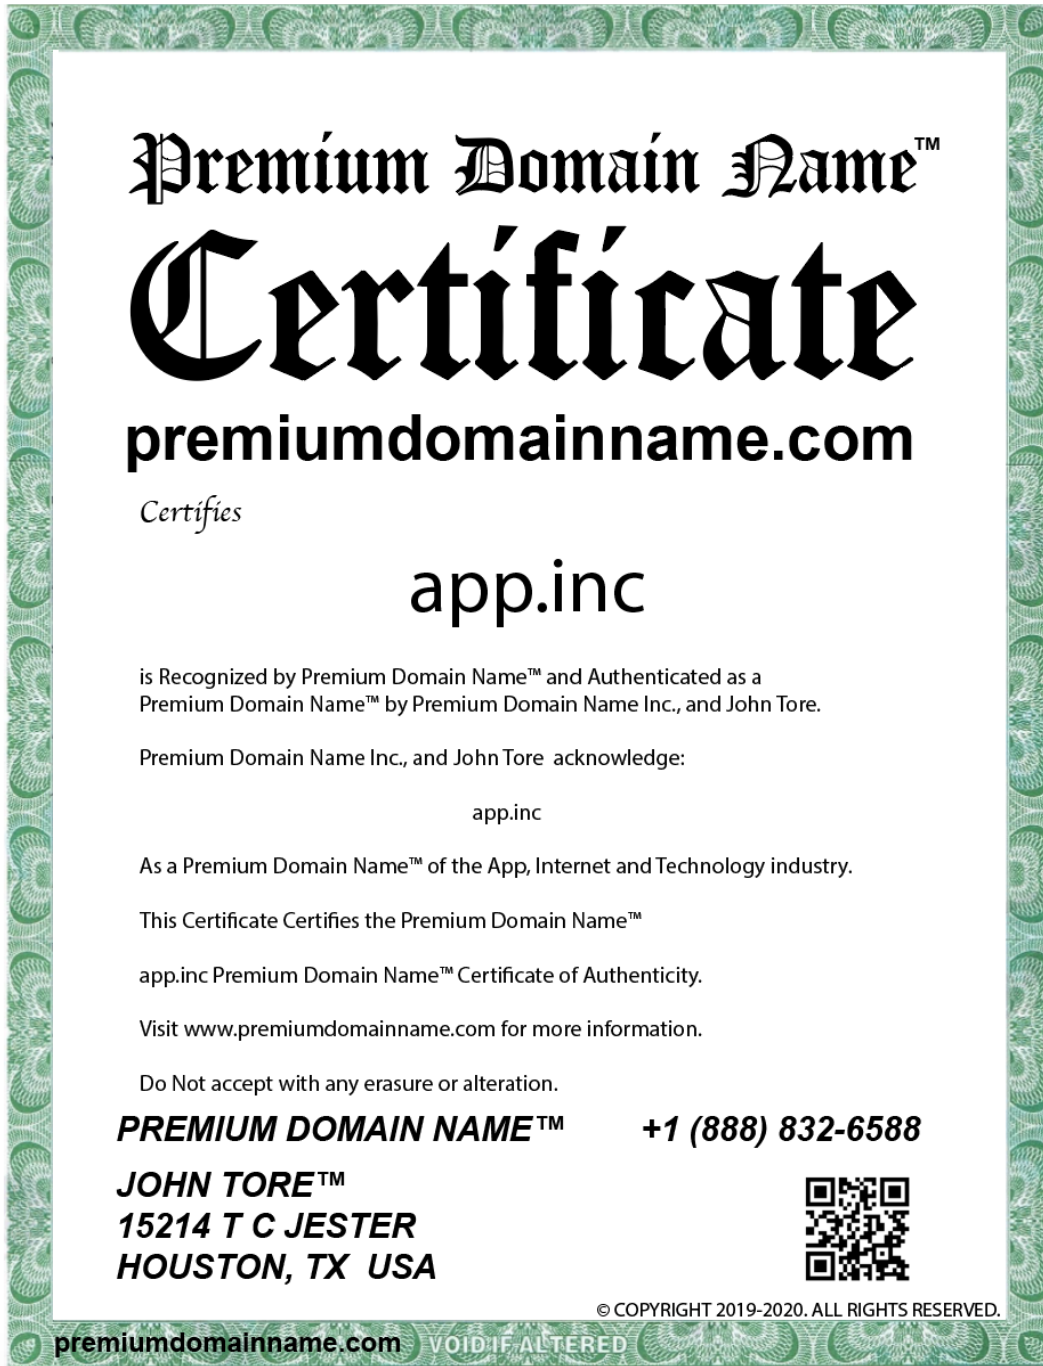 Premium Domain Name™
Certificate
premiumdomainname.com
Certifies
app.inc
is Recognized by Premium Domain Name™ and Authenticated as a
Premium Domain Name™ by Premium Domain Name Inc., and John Tore.
Premium Domain Name Inc., and John Tore  acknowledge:
app.inc
As a Premium Domain Name™ of the App, Internet and Technology industry.
This Certificate Certifies the Premium Domain Name™
app.inc Premium Domain Name™ Certificate of Authenticity.
Visit www.premiumdomainname.com for more information.
Do Not accept with any erasure or alteration.
PREMIUM DOMAIN NAME™ +1 (888) 832-6588
JOHN TORE™
15214 T C JESTER
HOUSTON, TX  USA
© COPYRIGHT 2019-2020. ALL RIGHTS RESERVED.
premiumdomainname.com VOID IF ALTERED